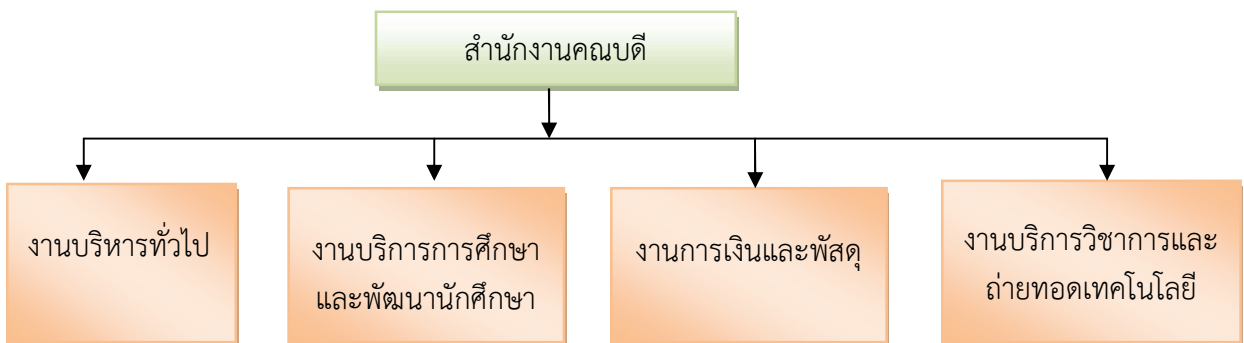 สำนักงานคณบดี
งานบริหารทั่วไป
งานบริการการศึกษา
และพัฒนานักศึกษา
งานการเงินและพัสดุ
งานบริการวิชาการและ
ถ่ายทอดเทคโนโลยี